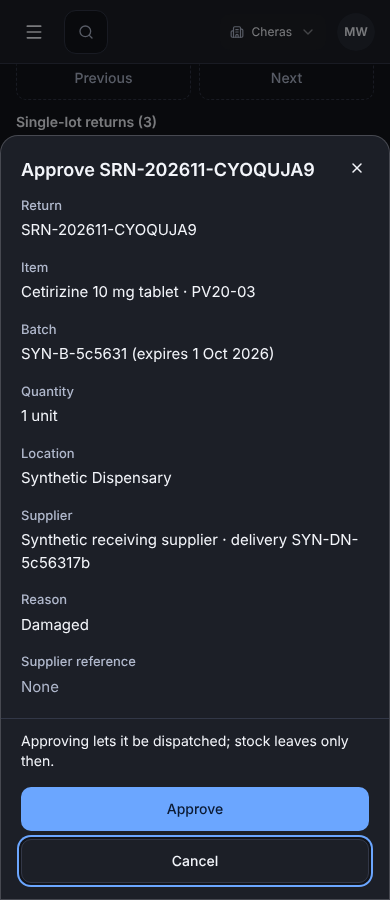 Cheras
MW
Previous
Next
Single-lot returns (3)
Approve SRN-202611-CYOQUJA9
Return
SRN-202611-CYOQUJA9
Item
Cetirizine 10 mg tablet · PV20-03
Batch
SYN-B-5c5631 (expires 1 Oct 2026)
Quantity
1 unit
Location
Synthetic Dispensary
Supplier
Synthetic receiving supplier · delivery SYN-DN-
5c56317b
Reason
Damaged
Supplier reference
None
Approving lets it be dispatched; stock leaves only
then.
Approve
Cancel